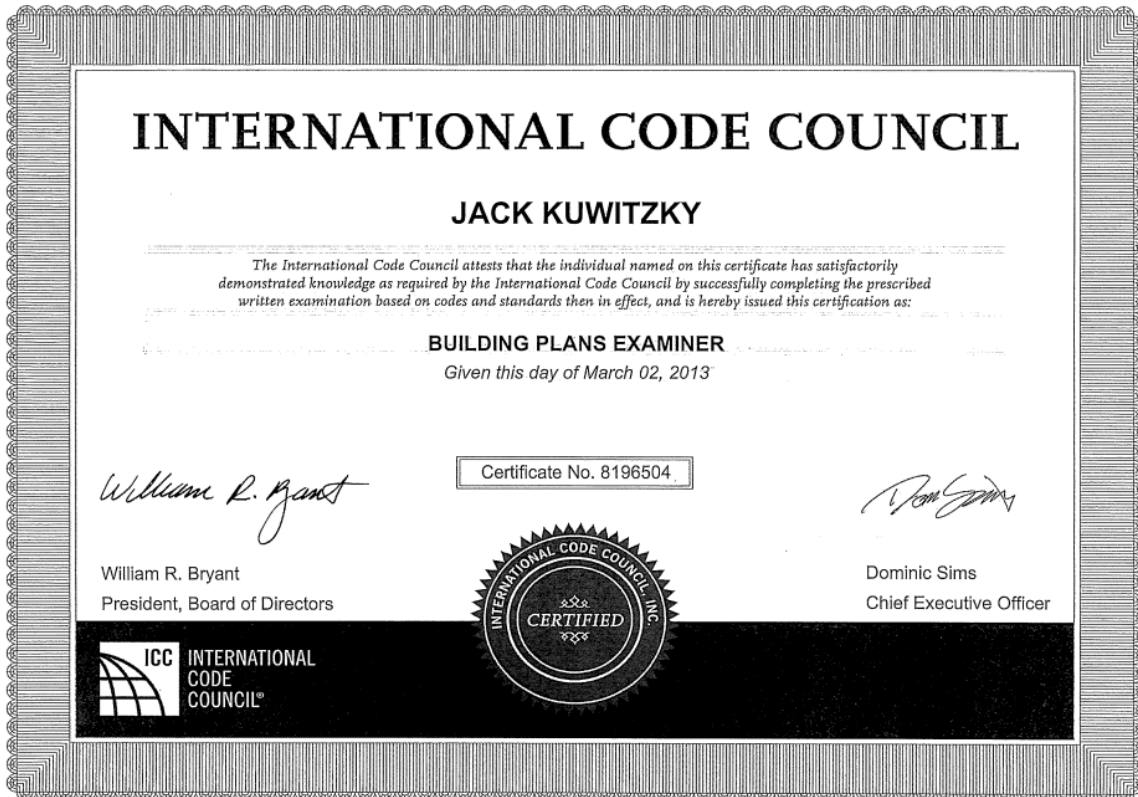 INTERNATIONAL CODE COUNCIL
JACK KUWITZKY
The International Code Council attests that the individual named on this certificate has satisfactorily
demonstrated knowledge as required by the International Code Council by successfully completing the prescribed
written examination based on codes and standards then in effect, and is hereby issued this certification as:
BUILDING PLANS EXAMINER
Given this day of March 02, 2013
Certificate No. 8196504
William R. Bryant
Dom Sims
William R. Bryant
President, Board of Directors
Dominic Sims
Chief Executive Officer
INTERNATIONAL CODE COUNCIL, INC.
CERTIFIED
ICC INTERNATIONAL
CODE
COUNCIL®